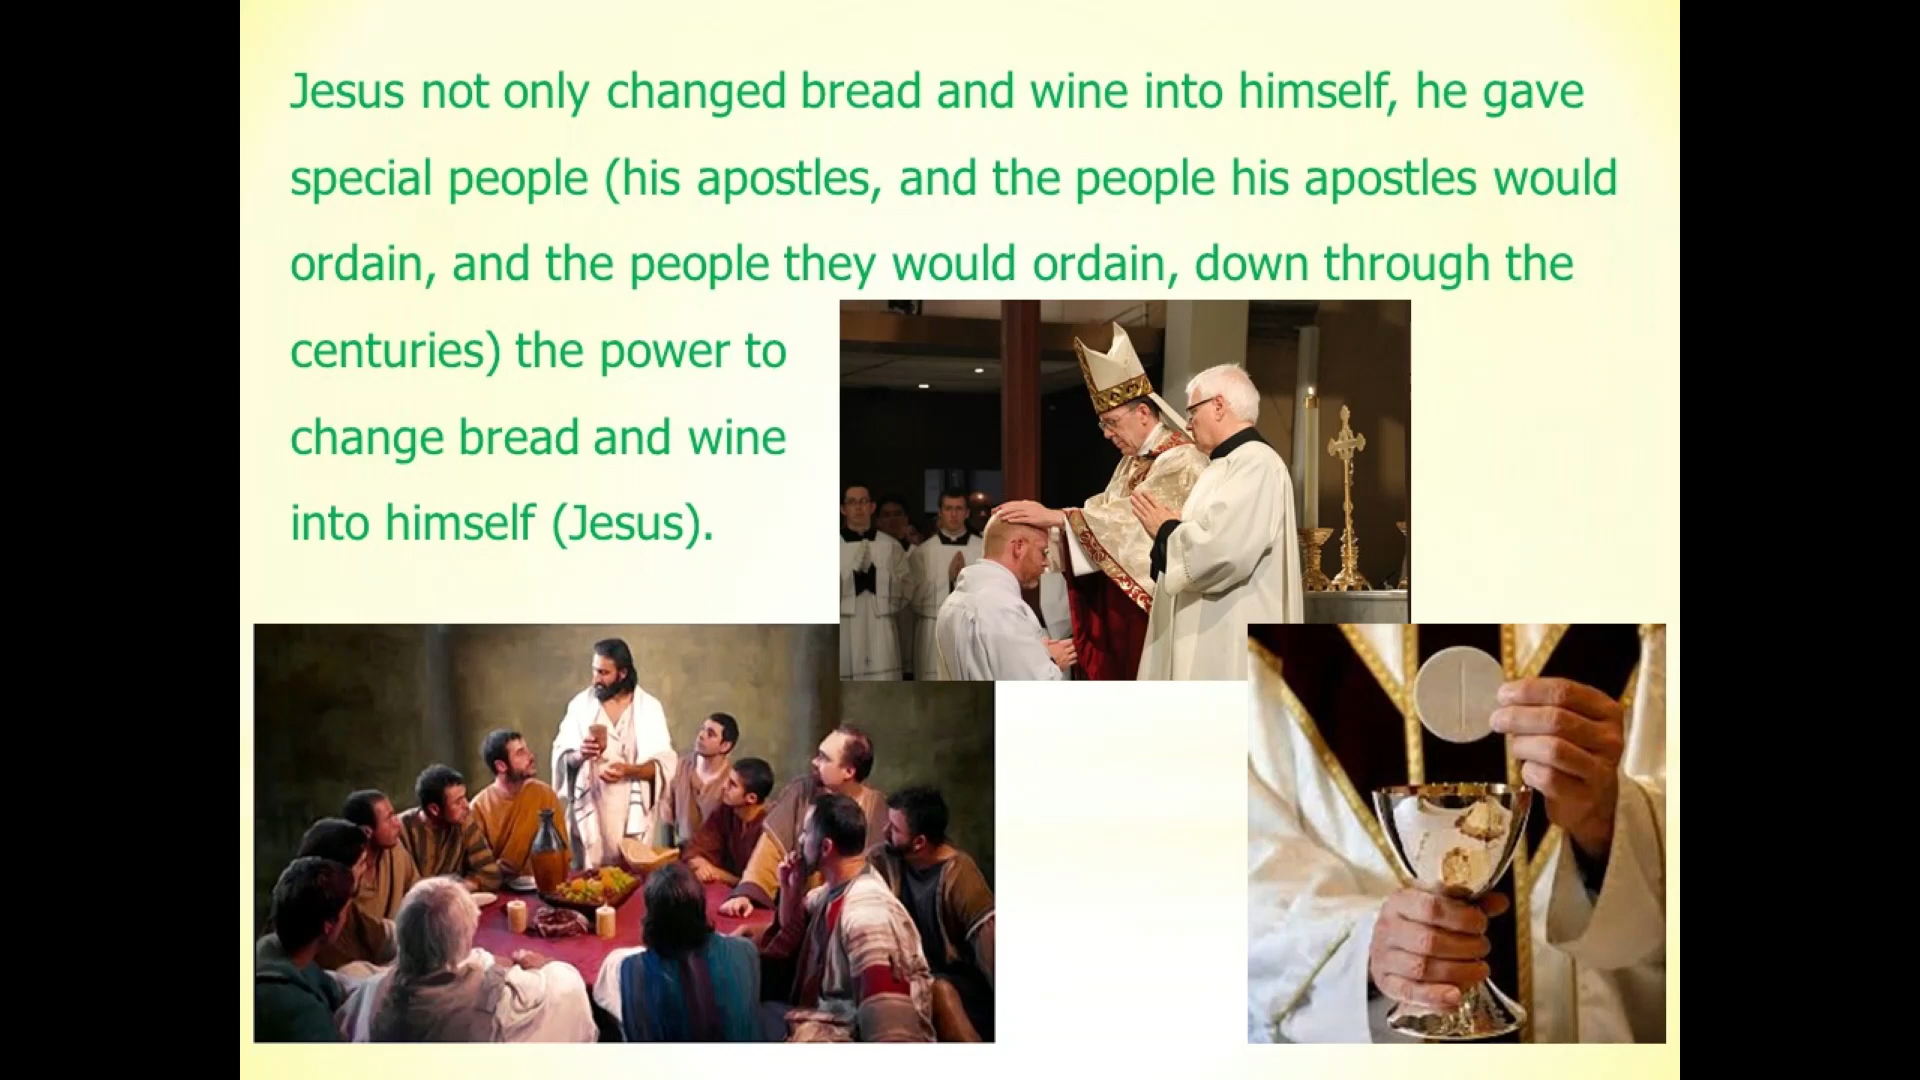 Jesus not only changed bread and wine into himself, he gave
special people (his apostles, and the people his apostles would
ordain, and the people they would ordain, down through the
centuries) the power to
change bread and wine
into himself (Jesus).